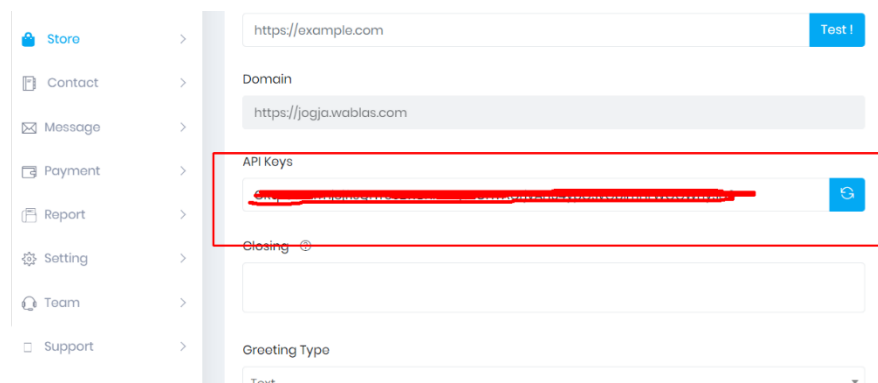 Store
Contact
Message
Payment
Report
Setting
Team
Support
https://example.com
Test !
Domain
https://jogja.wablas.com
API Keys
Closing
Greeting Type
Text